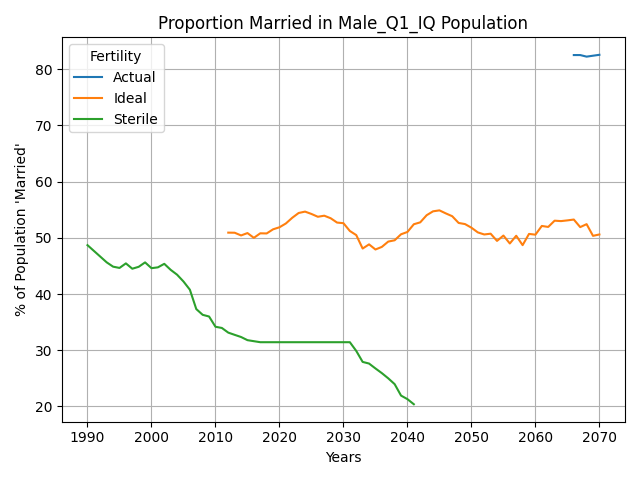 Proportion Married in Male_Q1_IQ Population
Fertility
Actual
Ideal
Sterile
% of Population 'Married'
80
70
60
50
40
30
20
1990 2000 2010 2020 2030 2040 2050 2060 2070
Years